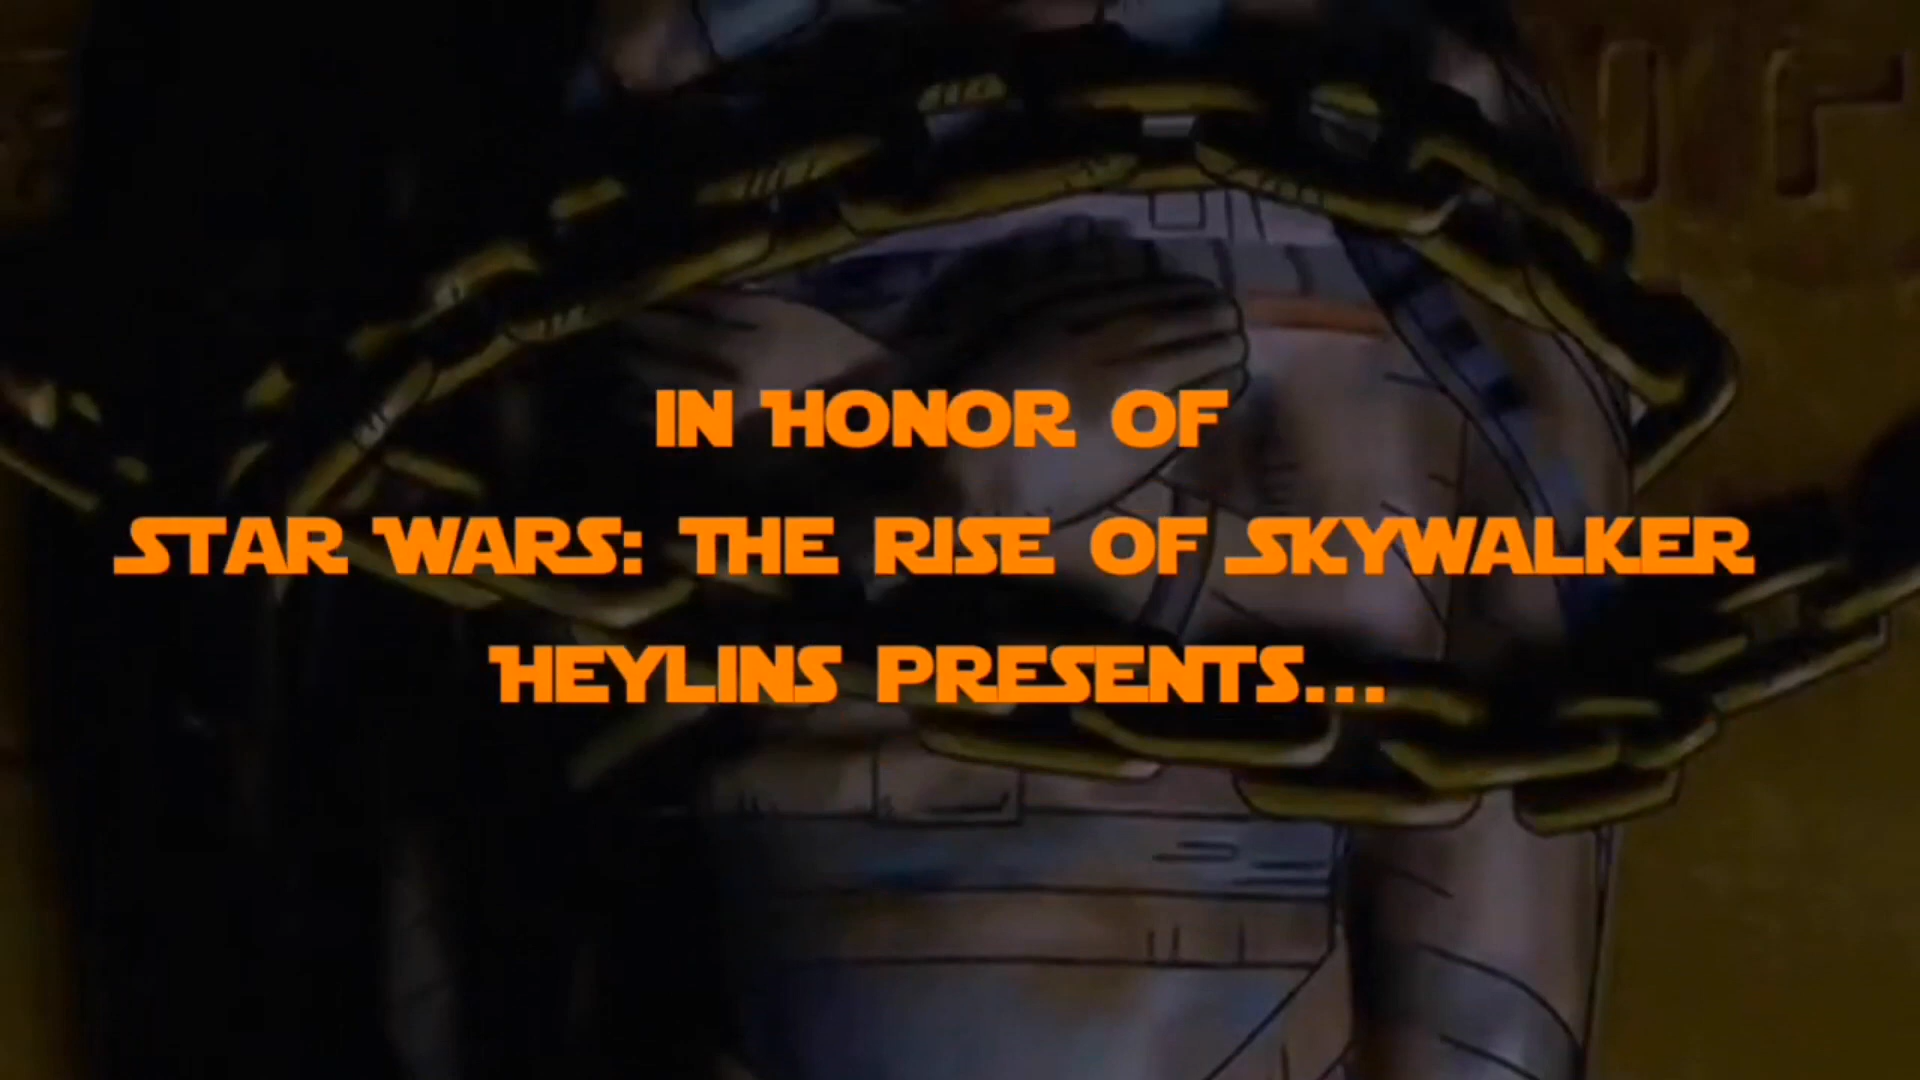 In Honor of
Star Wars: The Rise of Skywalker
Heylins presents...